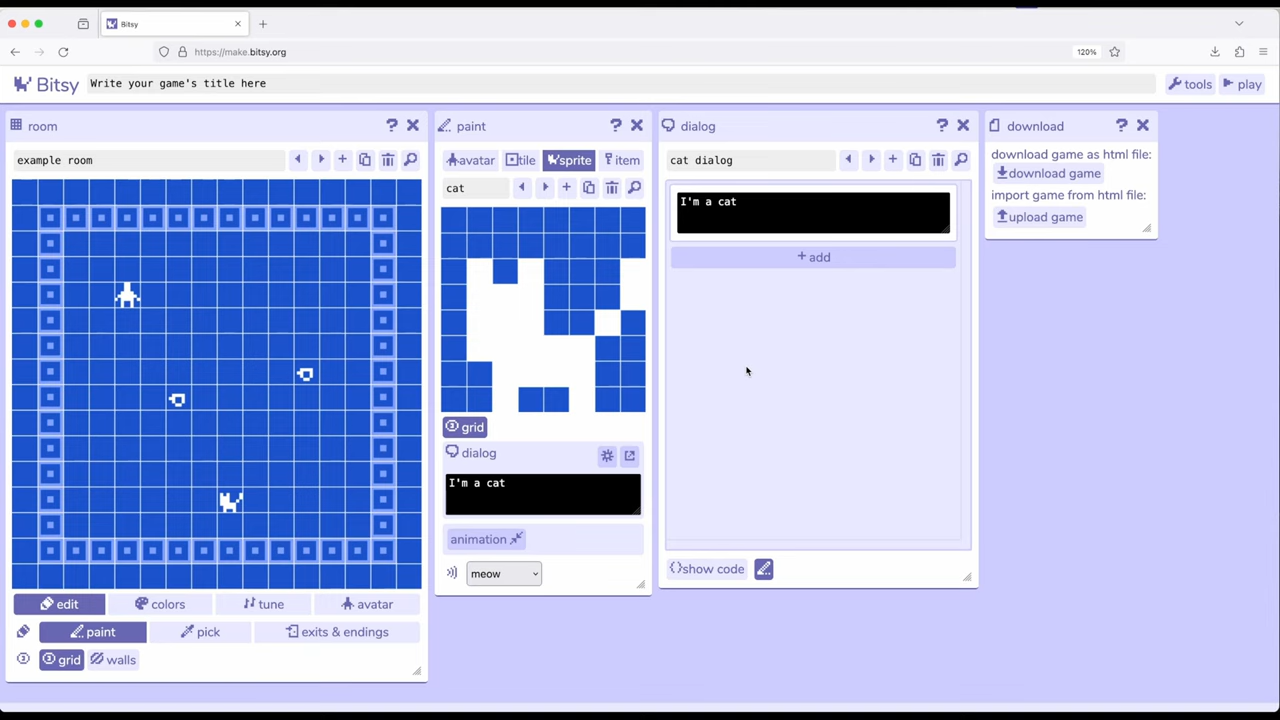 Bitsy
https://make.bitsy.org
120%
Bitsy
Write your game's title here
tools
play
room
example room
edit
colors
tune
avatar
paint
pick
exits & endings
grid
walls
paint
avatar
tile
sprite
item
cat
grid
dialog
I'm a cat
animation
meow
dialog
cat dialog
I'm a cat
+ add
show code
download
download game as html file:
download game
import game from html file:
upload game